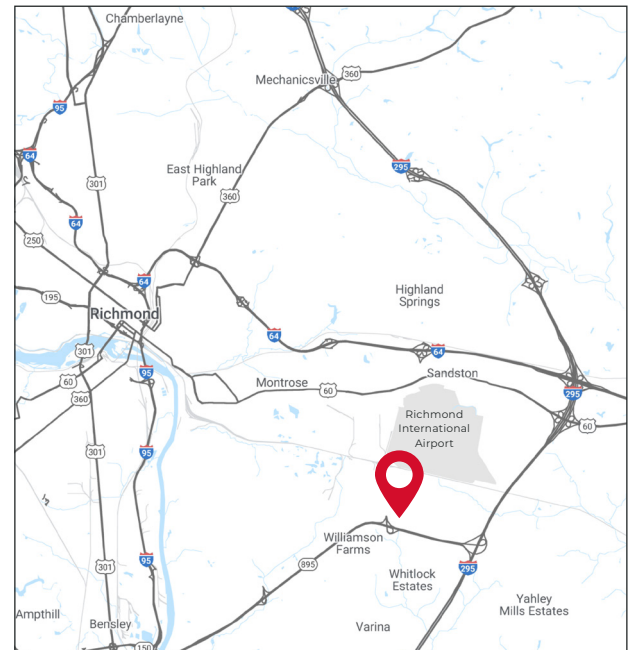 Chamberlayne
Mechanicsville
360
95
64
295
East Highland
Park
301
360
64
250
64
195
Highland
Springs
Richmond
301
64
64
95
Sandston
60
Montrose
60
295
360
Richmond
International
Airport
60
301
95
Williamson
Farms
95
895
301
295
Whitlock
Estates
Yahley
Mills Estates
Ampthill
Bensley
Varina
150